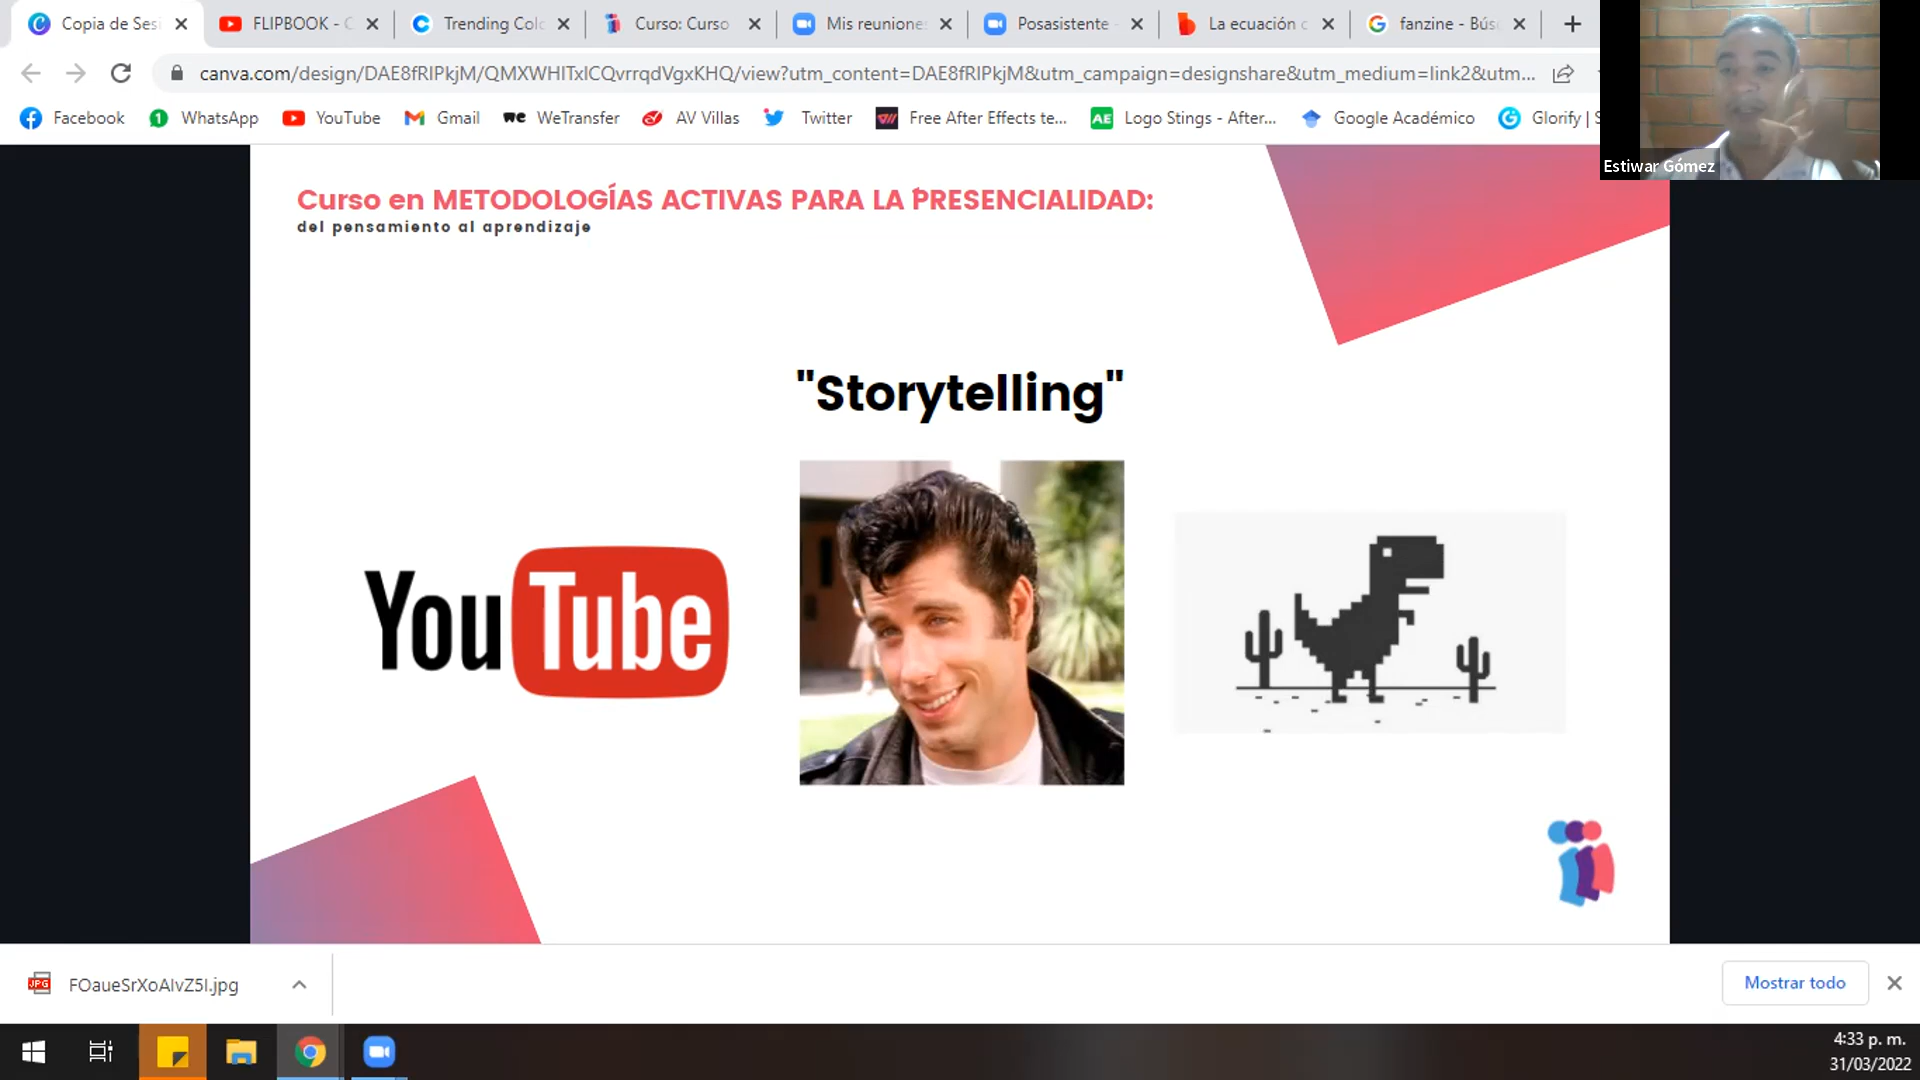 Copia de Sesi
FLIPBOOK - C
Trending Colo
Curso: Curso
Mis reunione
Posasistente -
La ecuación c
fanzine - Bús
canva.com/design/DAE8fRIPkjM/QMXWHITxICQvrrqdVgxKHQ/view?utm_content=DAE8fRIPkjM&utm_campaign=designshare&utm_medium=link2&utm...
Facebook
WhatsApp
YouTube
Gmail
WeTransfer
AV Villas
Twitter
Free After Effects te...
Logo Stings - After...
Google Académico
Glorify | S
Estiwar Gómez
Curso en METODOLOGÍAS ACTIVAS PARA LA PRESENCIALIDAD:
del pensamiento al aprendizaje
"Storytelling"
YouTube
JPG
FOaueSrXoAIvZ5I.jpg
Mostrar todo
4:33 p. m.
31/03/2022